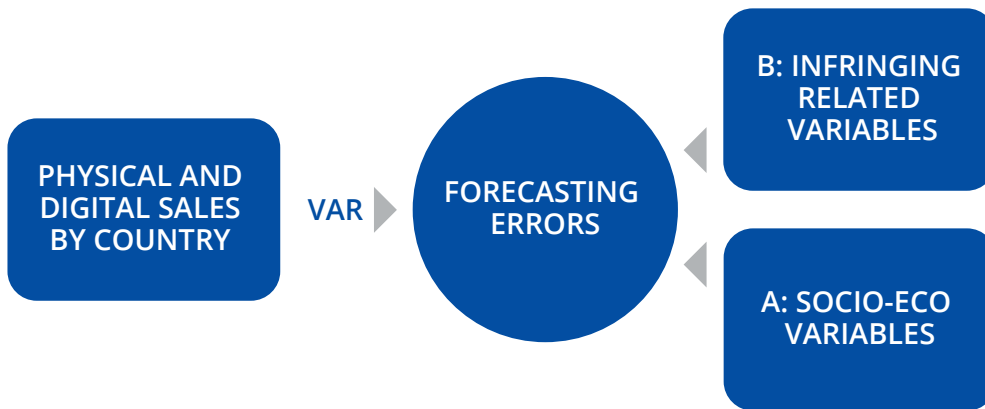 PHYSICAL AND
DIGITAL SALES
BY COUNTRY
VAR
FORECASTING
ERRORS
B: INFRINGING
RELATED
VARIABLES
A: SOCIO-ECO
VARIABLES